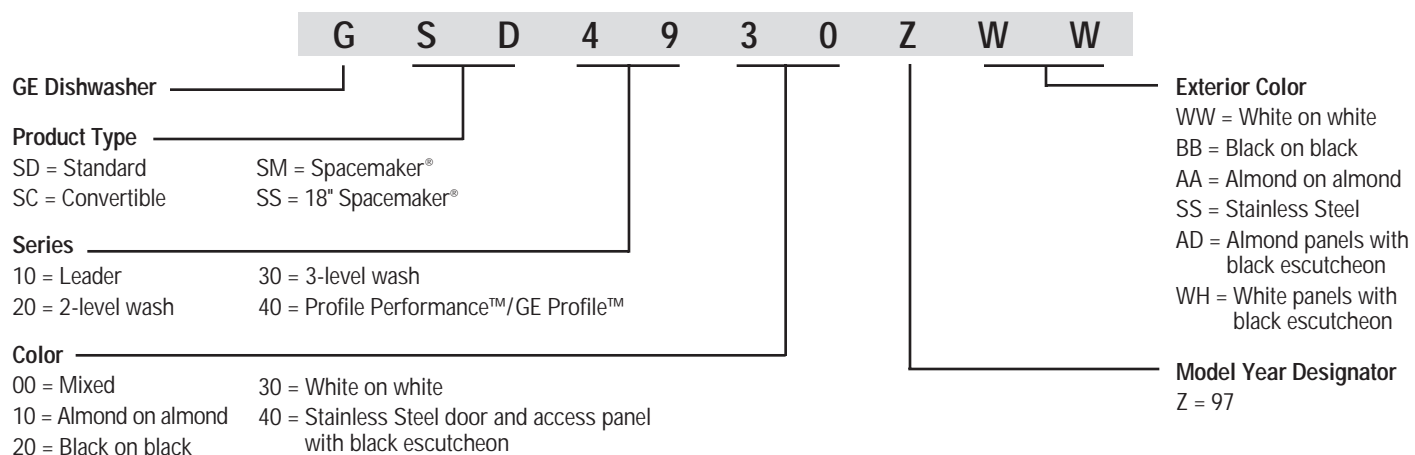 G S D 4 9 3 0 Z W W
GE Dishwasher
Product Type
SD = Standard SM = Spacemaker®
SC = Convertible SS = 18" Spacemaker®
Series
10 = Leader 30 = 3-level wash
20 = 2-level wash 40 = Profile Performance™/GE Profile™
Color
00 = Mixed 30 = White on white
10 = Almond on almond 40 = Stainless Steel door and access panel
20 = Black on black with black escutcheon
Exterior Color
WW = White on white
BB = Black on black
AA = Almond on almond
SS = Stainless Steel
AD = Almond panels with
black escutcheon
WH = White panels with
black escutcheon
Model Year Designator
Z = 97